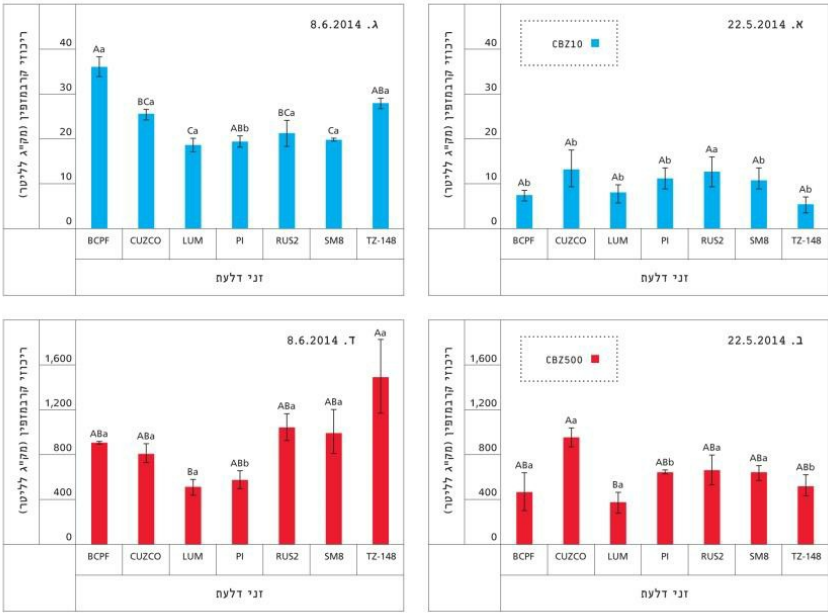 א. 22.5.2014
CBZ10
ריכוזי קרבמזפין (מק"ג לליטר)
40
30
20
10
0
Ab Ab Ab Ab Aa Ab Ab
BCPF CUZCO LUM PI RUS2 SM8 TZ-148
זני דלעת
ב. 22.5.2014
CBZ500
ריכוזי קרבמזפין (מק"ג לליטר)
1,600
1,200
800
400
0
ABa Aa Ba ABb ABa ABa ABb
BCPF CUZCO LUM PI RUS2 SM8 TZ-148
זני דלעת
ג. 8.6.2014
ריכוזי קרבמזפין (מק"ג לליטר)
40
30
20
10
0
Aa BCa Ca ABb BCa Ca ABa
BCPF CUZCO LUM PI RUS2 SM8 TZ-148
זני דלעת
ד. 8.6.2014
ריכוזי קרבמזפין (מק"ג לליטר)
1,600
1,200
800
400
0
ABa ABa Ba ABb ABa ABa Aa
BCPF CUZCO LUM PI RUS2 SM8 TZ-148
זני דלעת